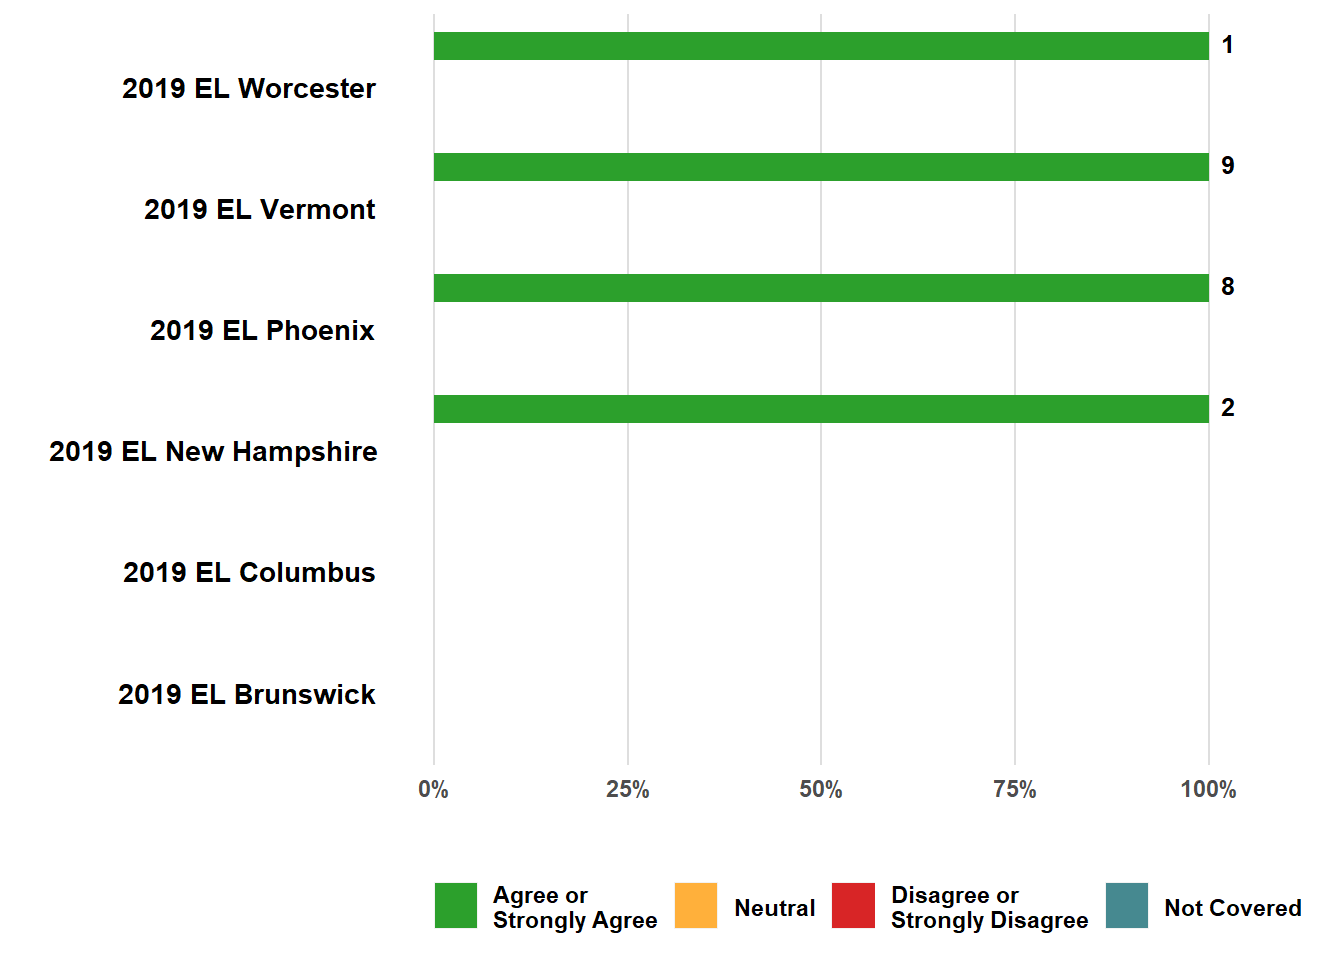 1
2019 EL Worcester
9
2019 EL Vermont
8
2019 EL Phoenix
2
2019 EL New Hampshire
2019 EL Columbus
2019 EL Brunswick
0% 25% 50% 75% 100%
Agree or
Strongly Agree
Neutral
Disagree or
Strongly Disagree
Not Covered